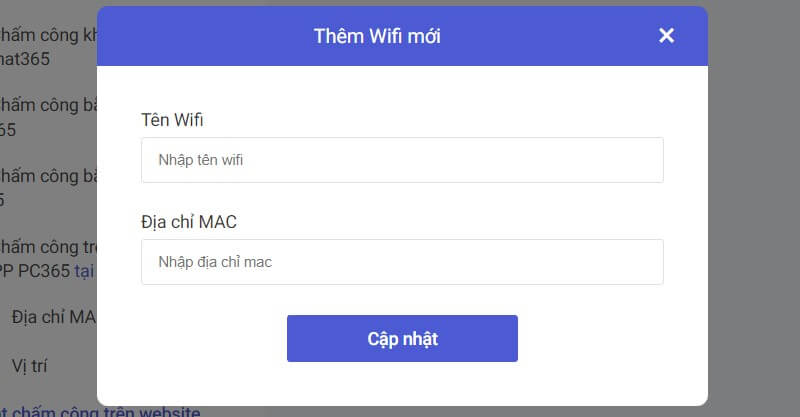 Thêm Wifi mới
Tên Wifi
Nhập tên wifi
Địa chỉ MAC
Nhập địa chỉ mac
Cập nhật
hấm công
hat365
hấm công
65
hấm công
5
hấm công
PP PC365 tại
Địa chỉ MA
Vị trí
t chấm công trên website